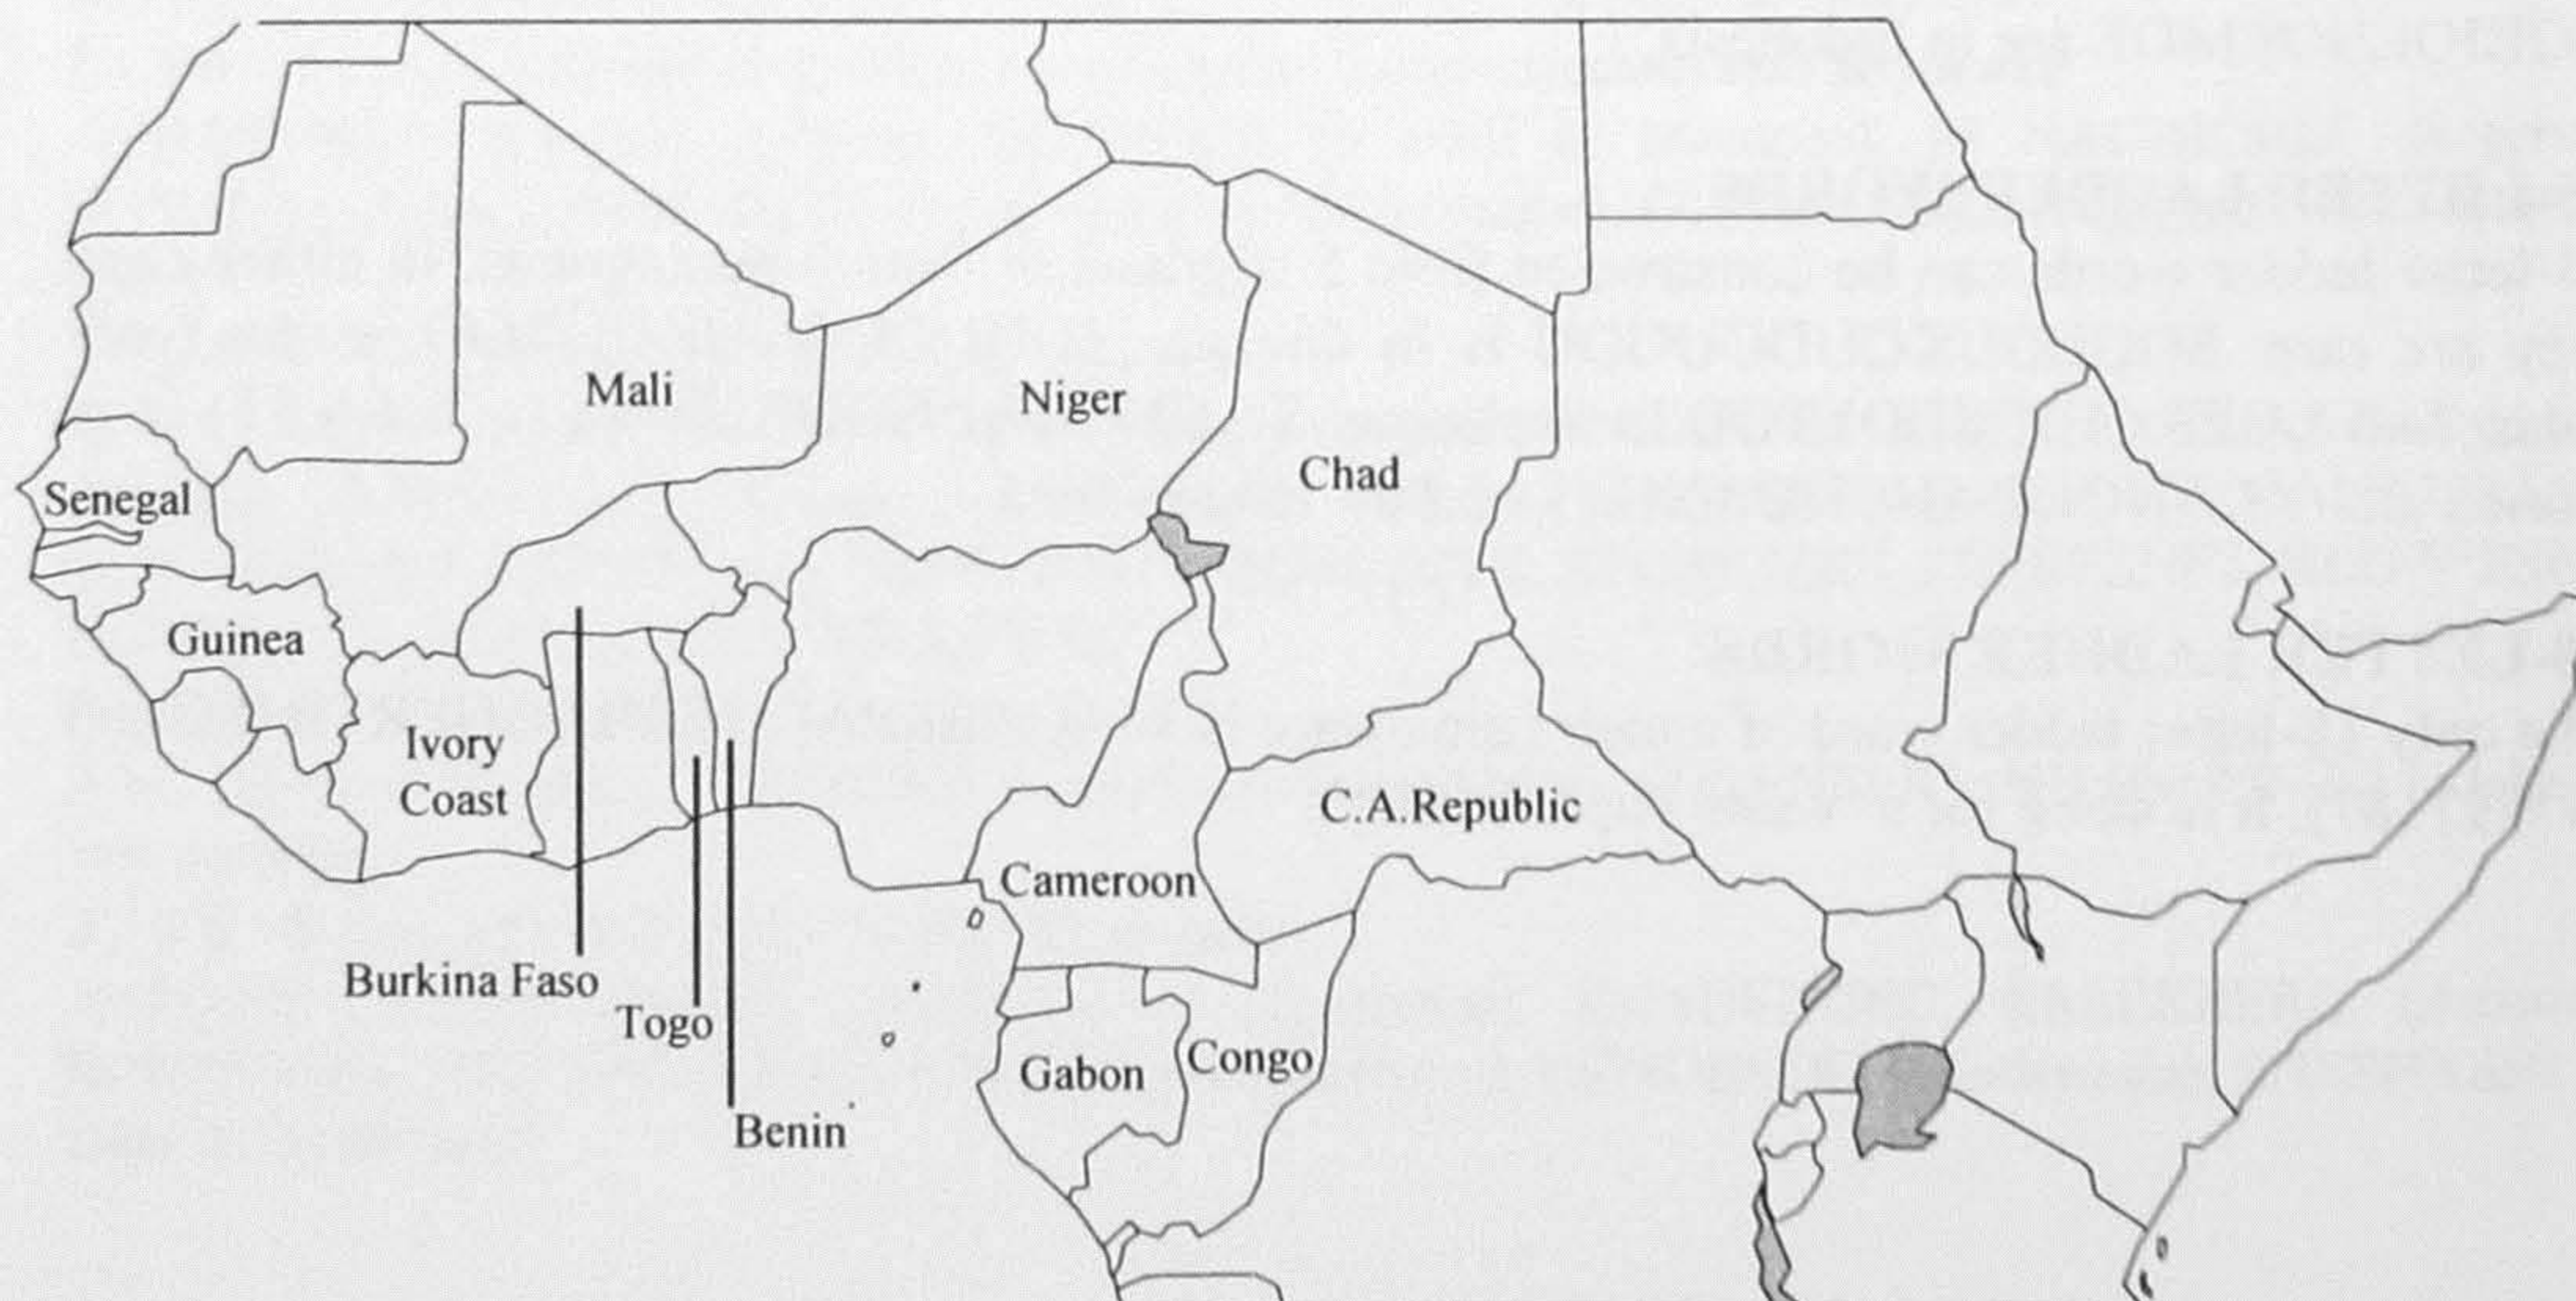 Mali
Niger
Chad
Senegal
Guinea
Ivory
Coast
C.A.Republic
Cameroon
Burkina Faso
Togo
Gabon
Congo
Benin